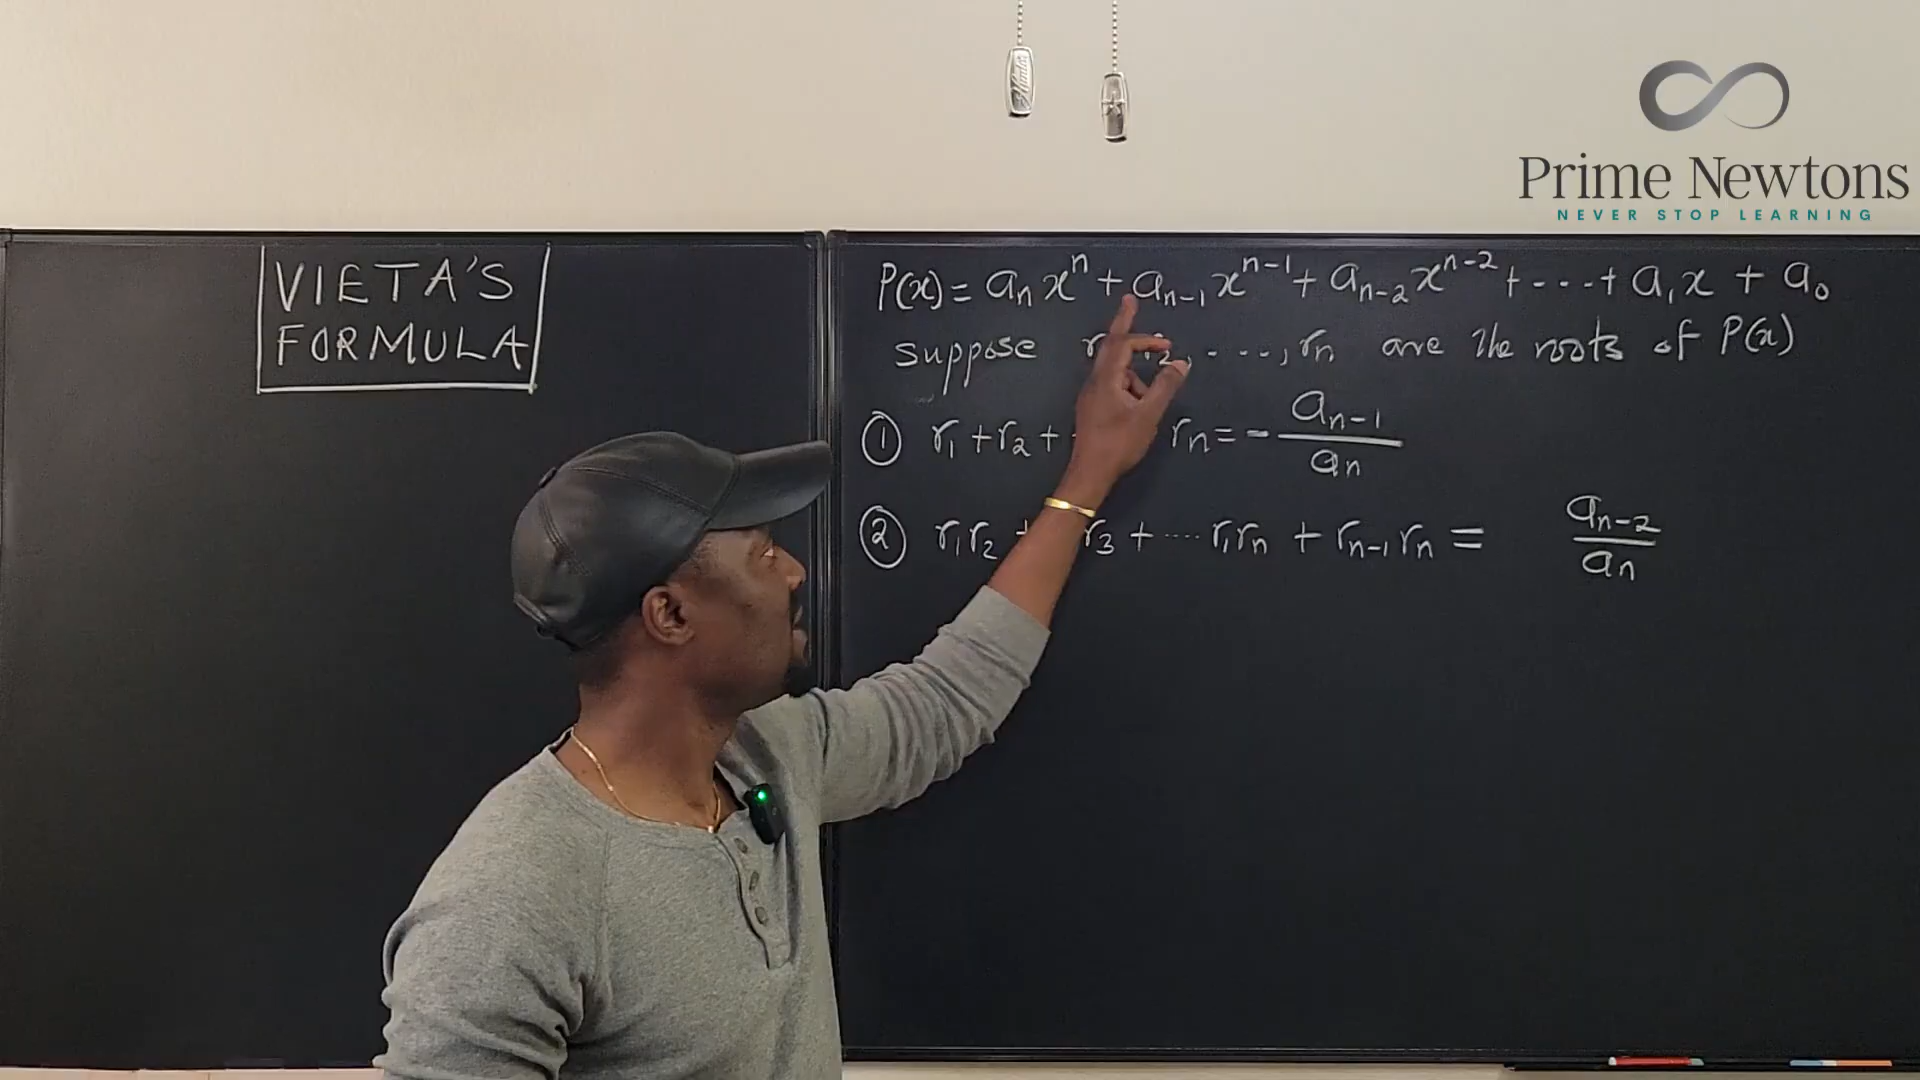 Prime Newtons
NEVER STOP LEARNING
VIETA'S
FORMULA
P(x) = aₙxⁿ + aₙ₋₁xⁿ⁻¹ + aₙ₋₂xⁿ⁻² + ··· + a₁x + a₀
suppose r₂, ···, rₙ are the roots of P(x)
① r₁ + r₂ + rₙ = - aₙ₋₁/aₙ
② r₁r₂ + r₃ + ···· r₁rₙ + rₙ₋₁rₙ = aₙ₋₂/aₙ